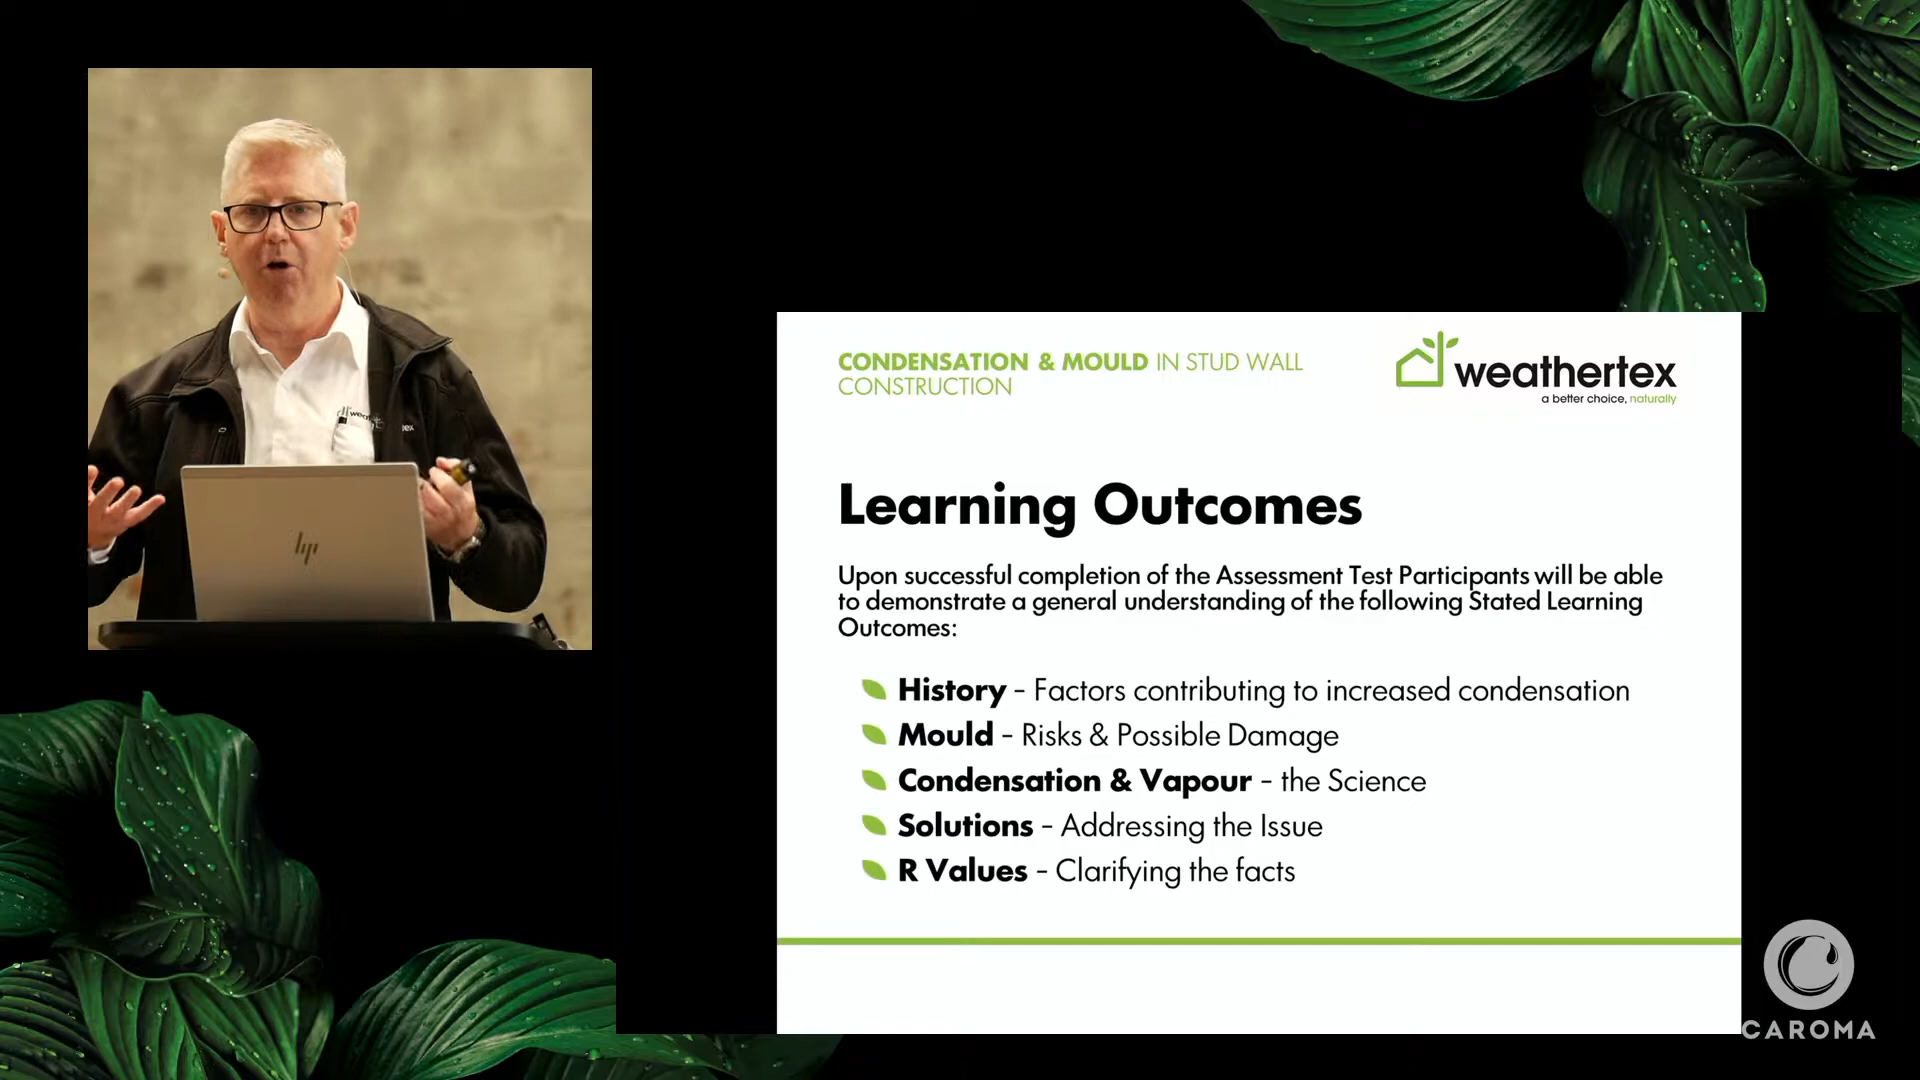 CONDENSATION & MOULD IN STUD WALL
CONSTRUCTION
weathertex
a better choice, naturally
Learning Outcomes
Upon successful completion of the Assessment Test Participants will be able
to demonstrate a general understanding of the following Stated Learning
Outcomes:
History - Factors contributing to increased condensation
Mould - Risks & Possible Damage
Condensation & Vapour - the Science
Solutions - Addressing the Issue
R Values - Clarifying the facts
hp
CAROMA